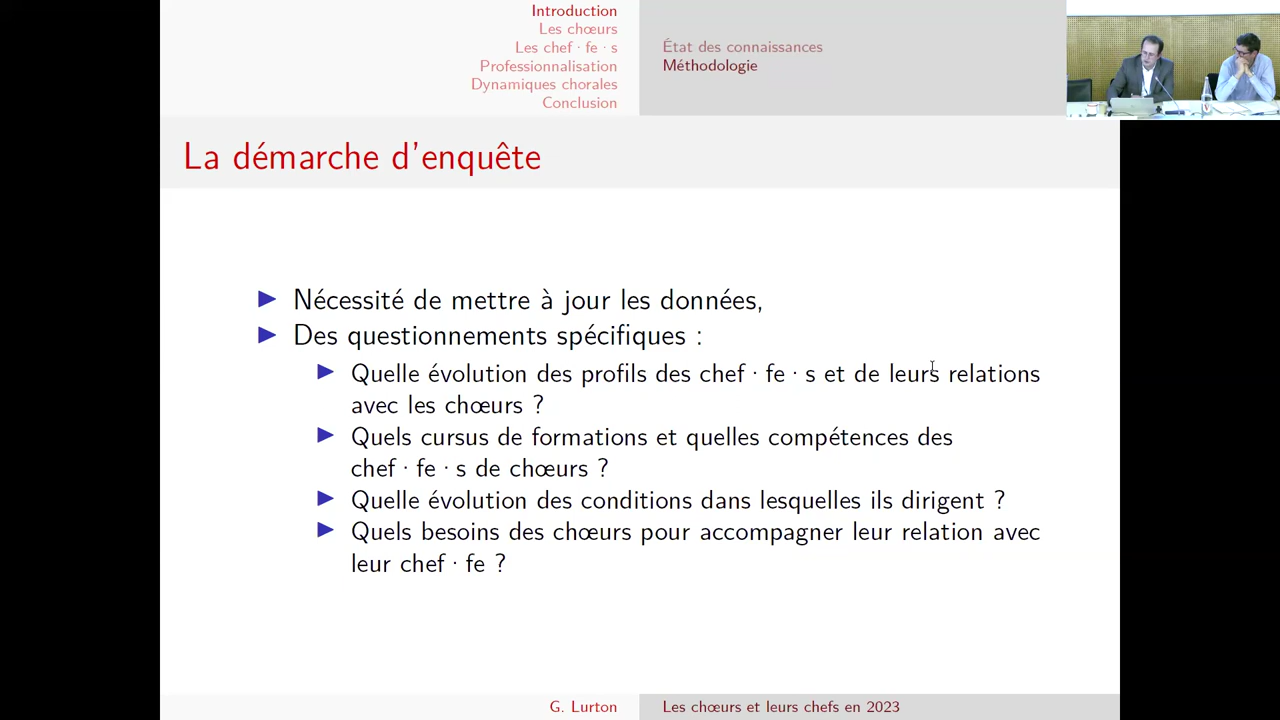 Introduction
Les chœurs
Les chef·fe·s
Professionnalisation
Dynamiques chorales
Conclusion
État des connaissances
Méthodologie
La démarche d'enquête
Nécessité de mettre à jour les données,
Des questionnements spécifiques :
Quelle évolution des profils des chef·fe·s et de leurs relations
avec les chœurs ?
Quels cursus de formations et quelles compétences des
chef·fe·s de chœurs ?
Quelle évolution des conditions dans lesquelles ils dirigent ?
Quels besoins des chœurs pour accompagner leur relation avec
leur chef·fe ?
G. Lurton
Les chœurs et leurs chefs en 2023